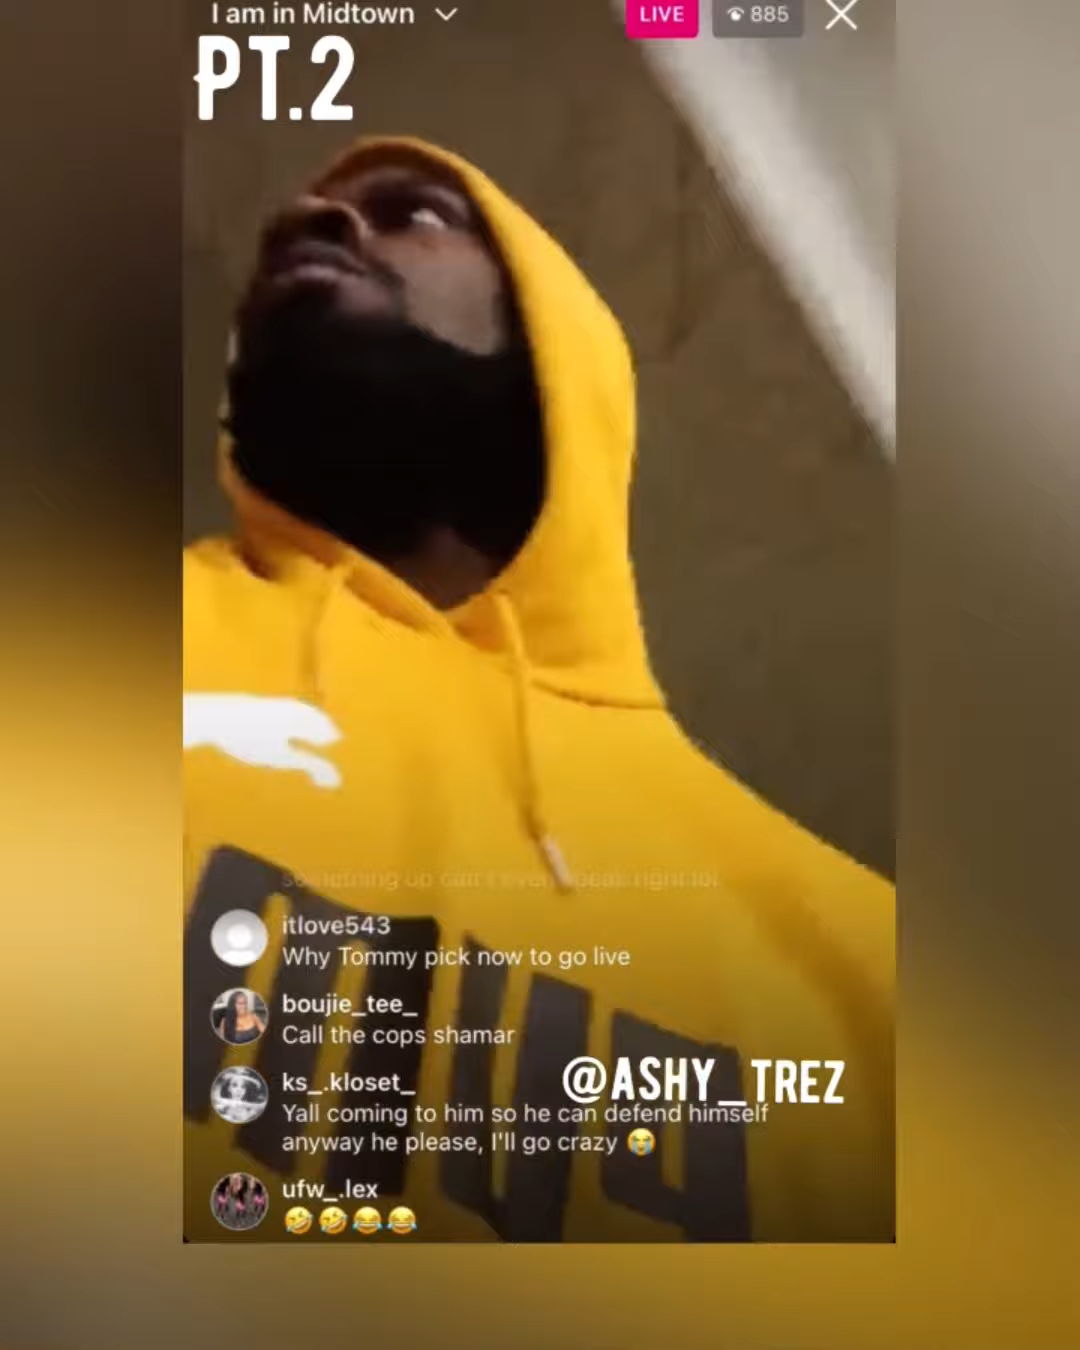 I am in Midtown
LIVE
885
PT.2
itlove543
Why Tommy pick now to go live
boujie_tee_
Call the cops shamar
@ASHY_TREZ
ks_.kloset_
Yall coming to him so he can defend himself
anyway he please, I'll go crazy 😭
ufw_.lex
🤣🤣😂😂